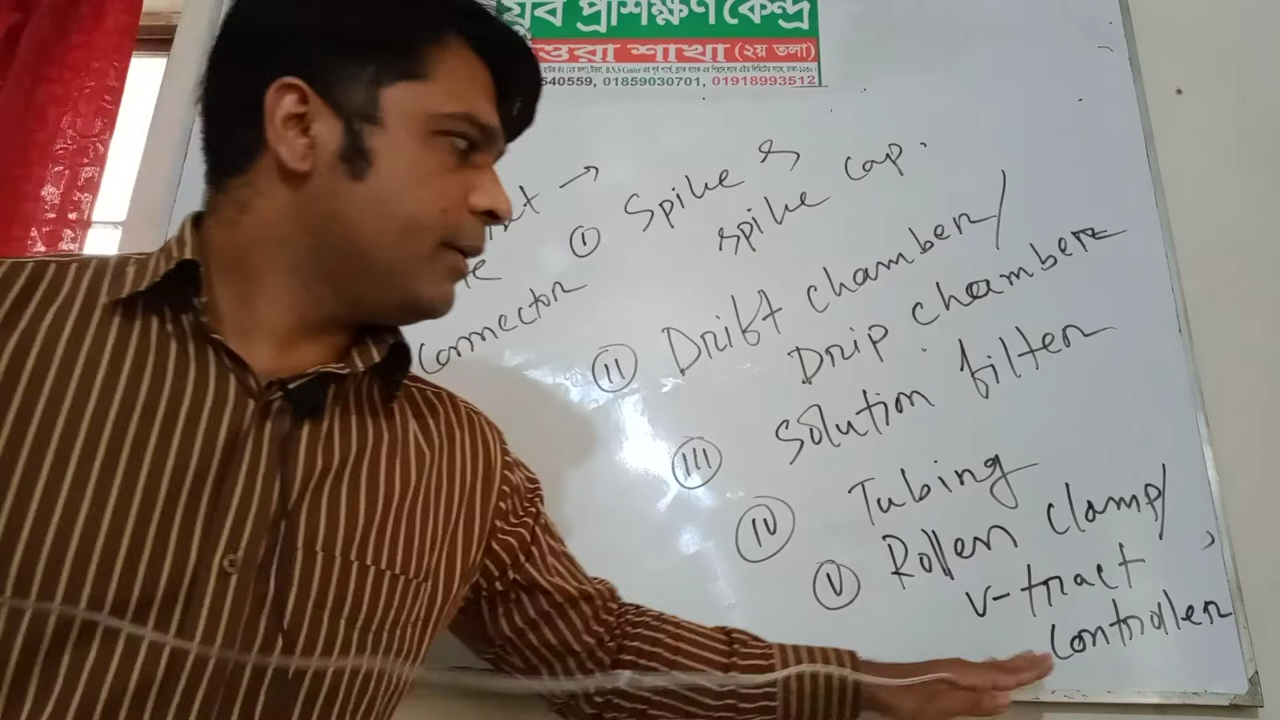 যুব প্রশিক্ষণ কেন্দ্র
শাখা (২য় তলা)
540559, 01859030701, 01918993512
→ i Spike &
spike cap.
Connector
ii Drift chamber/
Drip chamber
iii Solution filter
iv Tubing
v Roller clamp/
v-tract
controller